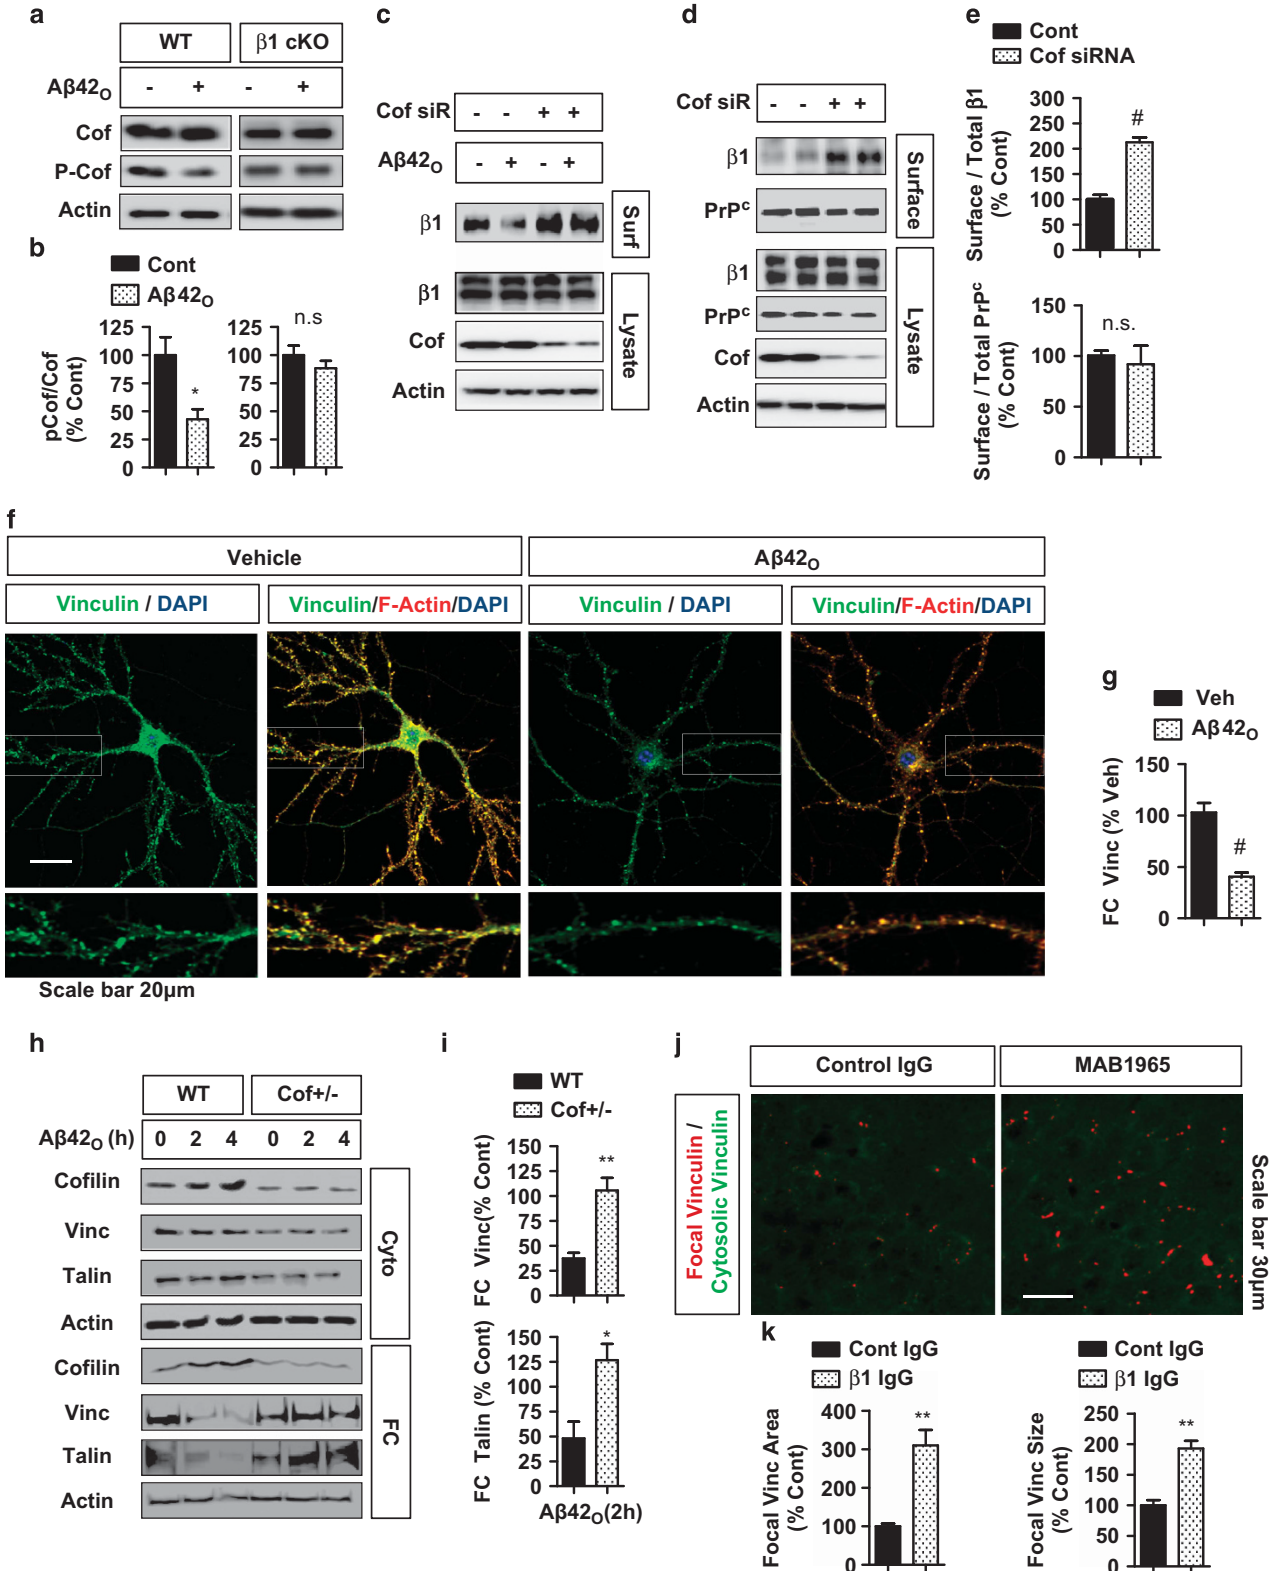 a
WT
β1 cKO
Aβ42O
- + - +
Cof
P-Cof
Actin
b
Cont
Aβ42O
pCof/Cof
(% Cont)
125
100
75
50
25
0
*
125
100
75
50
25
0
n.s
c
Cof siR
- - + +
Aβ42O
- + - +
β1
Surf
β1
Cof
Actin
Lysate
d
Cof siR
- - + +
β1
PrPc
Surface
β1
PrPc
Cof
Actin
Lysate
e
Cont
Cof siRNA
Surface / Total β1
(% Cont)
300
250
200
150
100
50
0
#
Surface / Total PrPc
(% Cont)
150
100
50
0
n.s.
f
Vehicle
Aβ42O
Vinculin / DAPI
Vinculin/F-Actin/DAPI
Vinculin / DAPI
Vinculin/F-Actin/DAPI
Scale bar 20μm
g
Veh
Aβ42O
FC Vinc (% Veh)
150
100
50
0
#
h
WT
Cof+/-
Aβ42O (h)
0 2 4 0 2 4
Cofilin
Vinc
Talin
Actin
Cyto
Cofilin
Vinc
Talin
Actin
FC
i
WT
Cof+/-
FC Vinc(% Cont)
150
125
100
75
50
25
0
**
FC Talin (% Cont)
150
125
100
75
50
25
0
*
Aβ42O(2h)
j
Control IgG
MAB1965
Focal Vinculin /
Cytosolic Vinculin
Scale bar 30μm
k
Cont IgG
β1 IgG
Focal Vinc Area
(% Cont)
400
300
200
100
0
**
Cont IgG
β1 IgG
Focal Vinc Size
(% Cont)
250
200
150
100
50
0
**